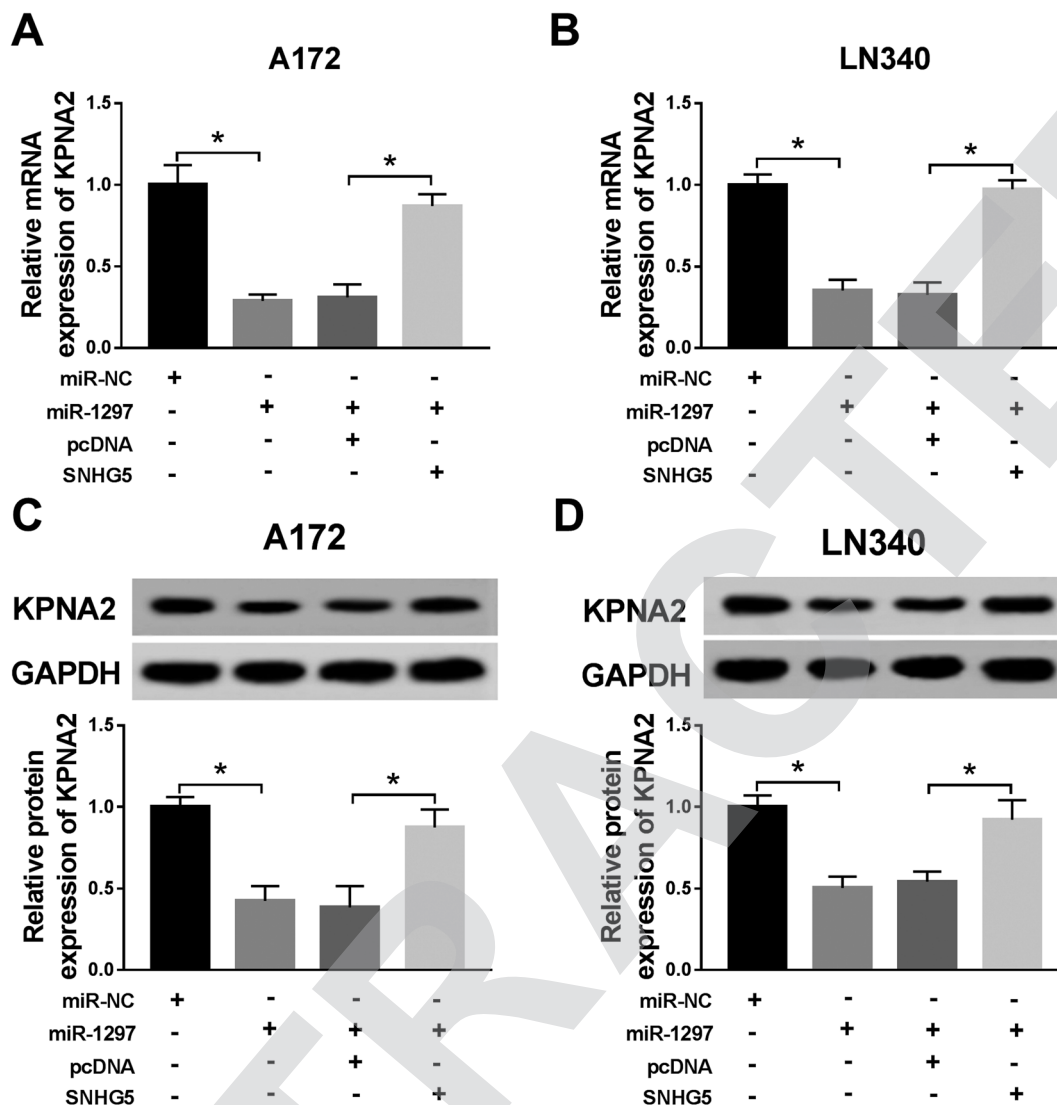 A
A172
Relative mRNA
expression of KPNA2
1.5
1.0
0.5
0.0
*
*
miR-NC + - - -
miR-1297 - + + +
pcDNA - - + -
SNHG5 - - - +
B
LN340
Relative mRNA
expression of KPNA2
1.5
1.0
0.5
0.0
*
*
miR-NC + - - -
miR-1297 - + + +
pcDNA - - + -
SNHG5 - - - +
C
A172
KPNA2
GAPDH
Relative protein
expression of KPNA2
1.5
1.0
0.5
0.0
*
*
miR-NC + - - -
miR-1297 - + + +
pcDNA - - + -
SNHG5 - - - +
D
LN340
KPNA2
GAPDH
Relative protein
expression of KPNA2
1.5
1.0
0.5
0.0
*
*
miR-NC + - - -
miR-1297 - + + +
pcDNA - - + -
SNHG5 - - - +